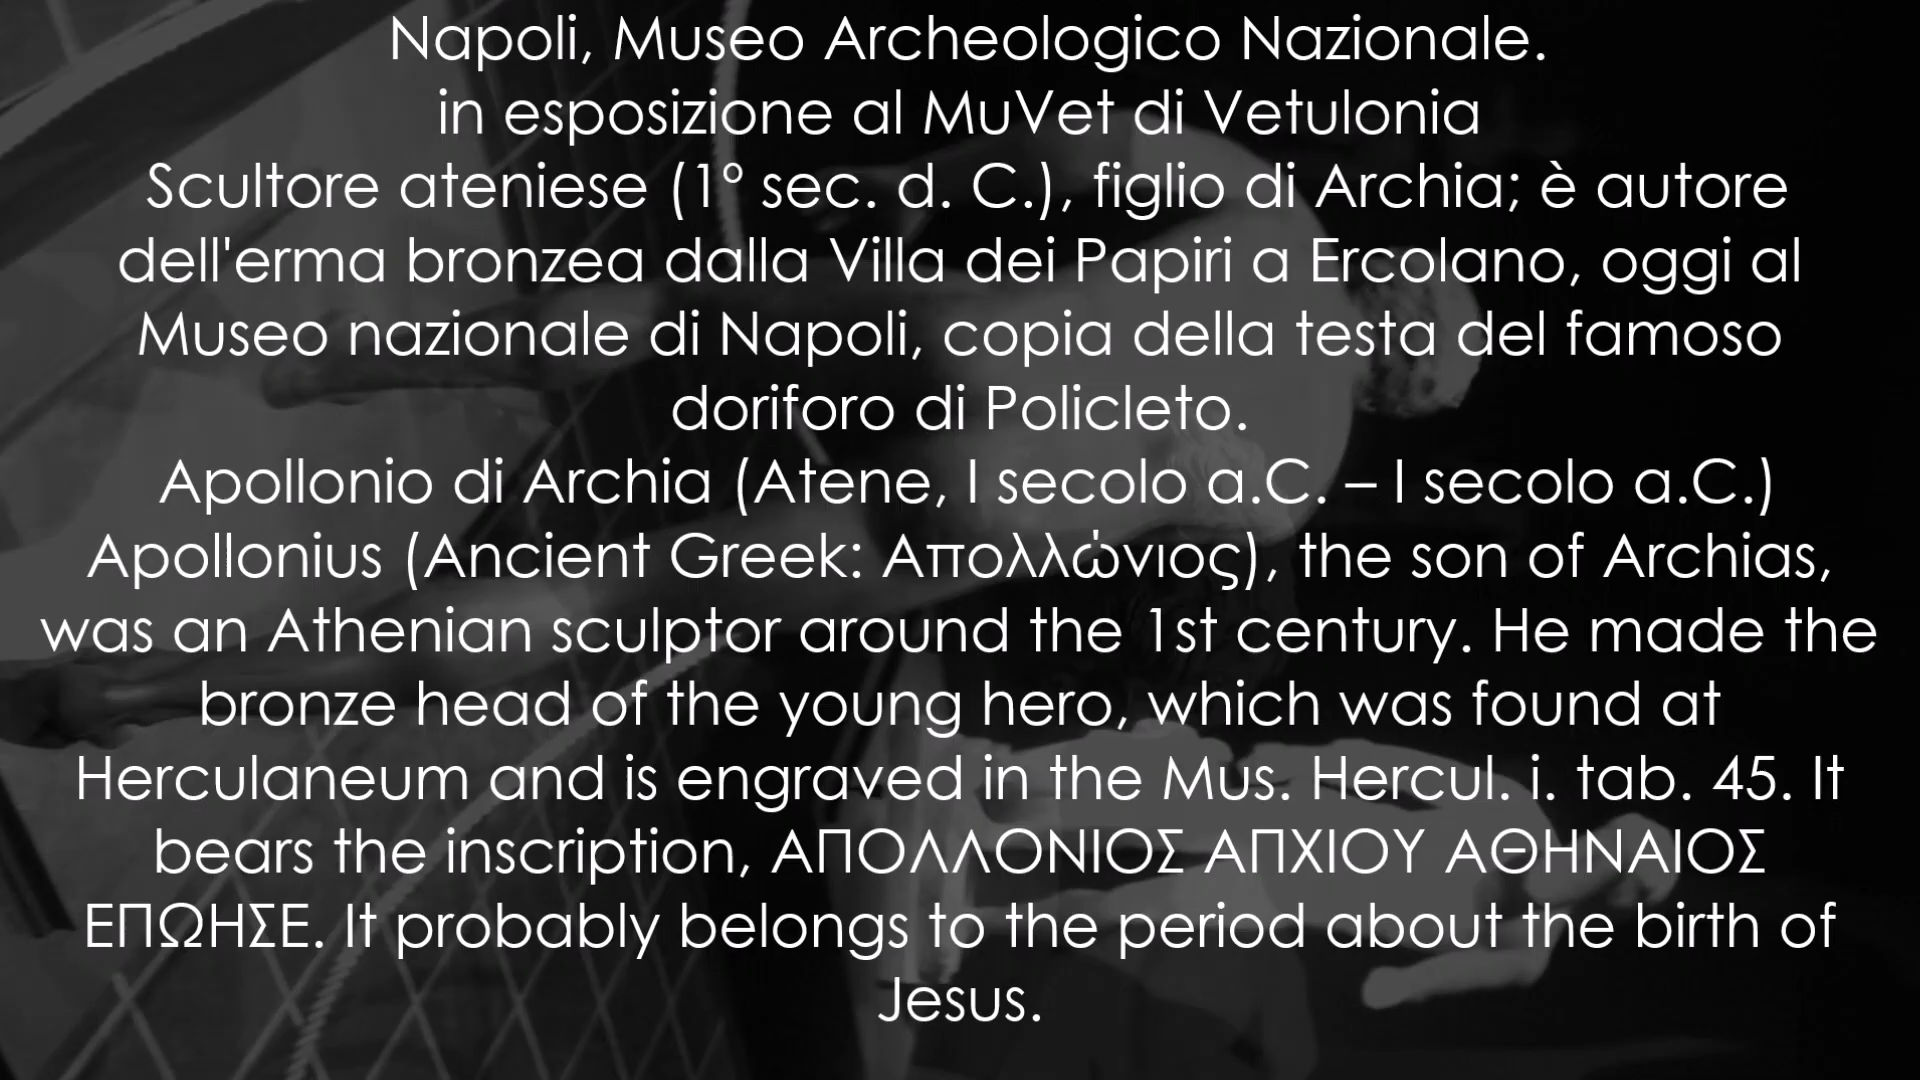 Napoli, Museo Archeologico Nazionale.
in esposizione al MuVet di Vetulonia
Scultore ateniese (1º sec. d. C.), figlio di Archia; è autore
dell'erma bronzea dalla Villa dei Papiri a Ercolano, oggi al
Museo nazionale di Napoli, copia della testa del famoso
doriforo di Policleto.
Apollonio di Archia (Atene, I secolo a.C. – I secolo a.C.)
Apollonius (Ancient Greek: Απολλώνιος), the son of Archias,
was an Athenian sculptor around the 1st century. He made the
bronze head of the young hero, which was found at
Herculaneum and is engraved in the Mus. Hercul. i. tab. 45. It
bears the inscription, ΑΠΟΛΛΟΝΙΟΣ ΑΠΧΙΟΥ ΑΘΗΝΑΙΟΣ
ΕΠΩΗΣΕ. It probably belongs to the period about the birth of
Jesus.